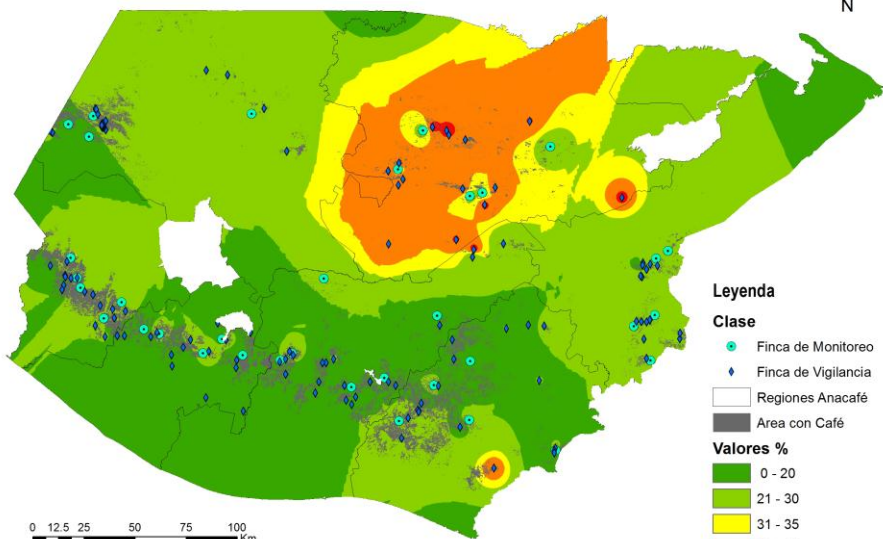 N
Leyenda
Clase
Finca de Monitoreo
Finca de Vigilancia
Regiones Anacafé
Area con Café
Valores %
0 - 20
21 - 30
31 - 35
0 12.5 25 50 75 100
Km